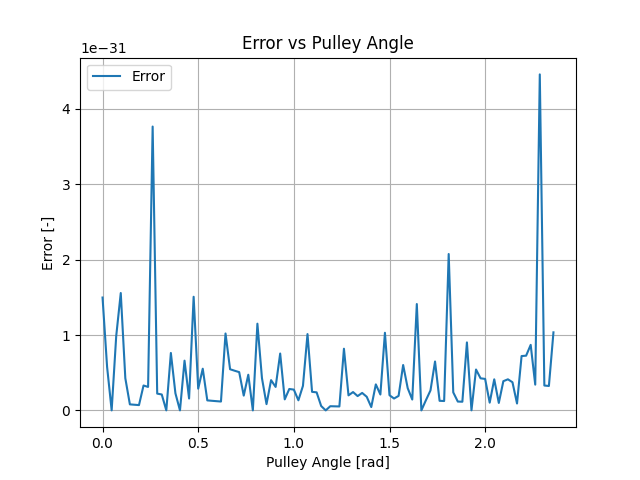 Error vs Pulley Angle
1e−31
Error
4
3
2
1
0
Error [-]
0.0 0.5 1.0 1.5 2.0
Pulley Angle [rad]